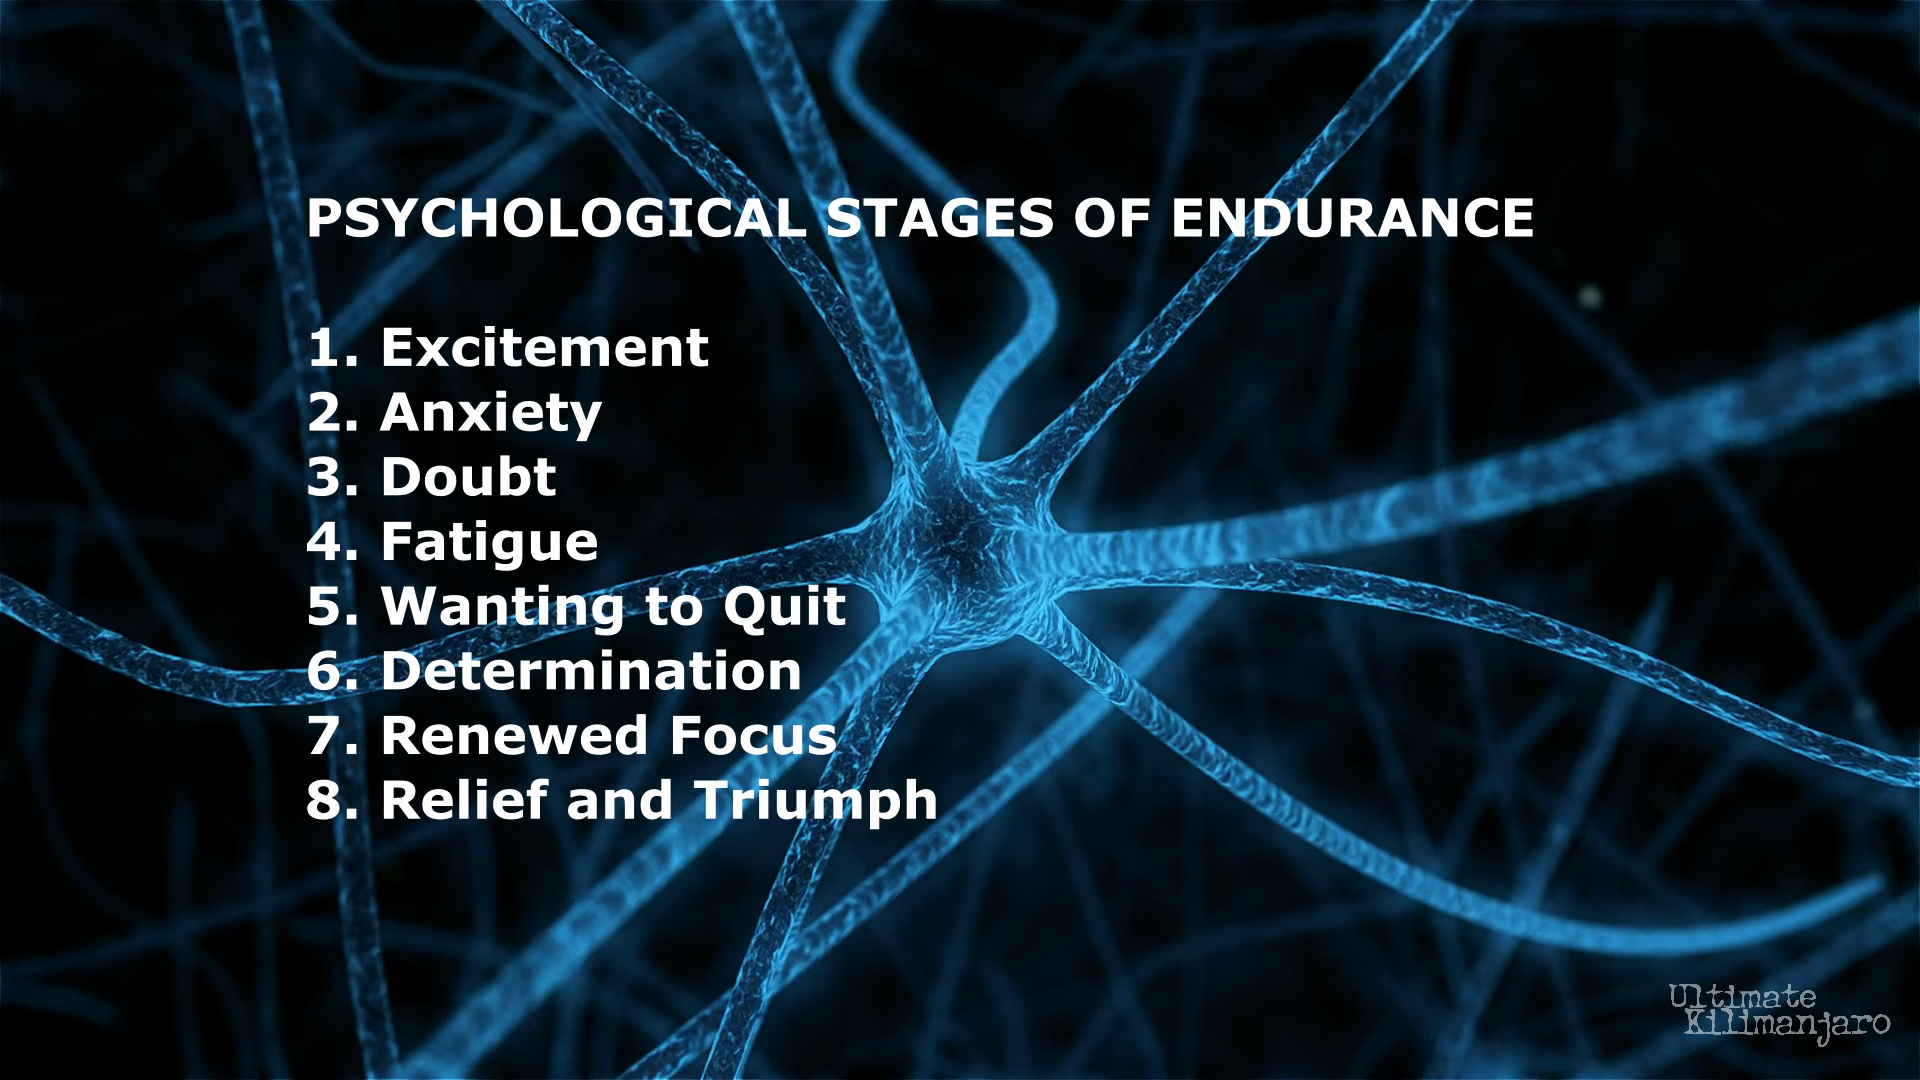 PSYCHOLOGICAL STAGES OF ENDURANCE
1. Excitement
2. Anxiety
3. Doubt
4. Fatigue
5. Wanting to Quit
6. Determination
7. Renewed Focus
8. Relief and Triumph
Ultimate
Kilimanjaro